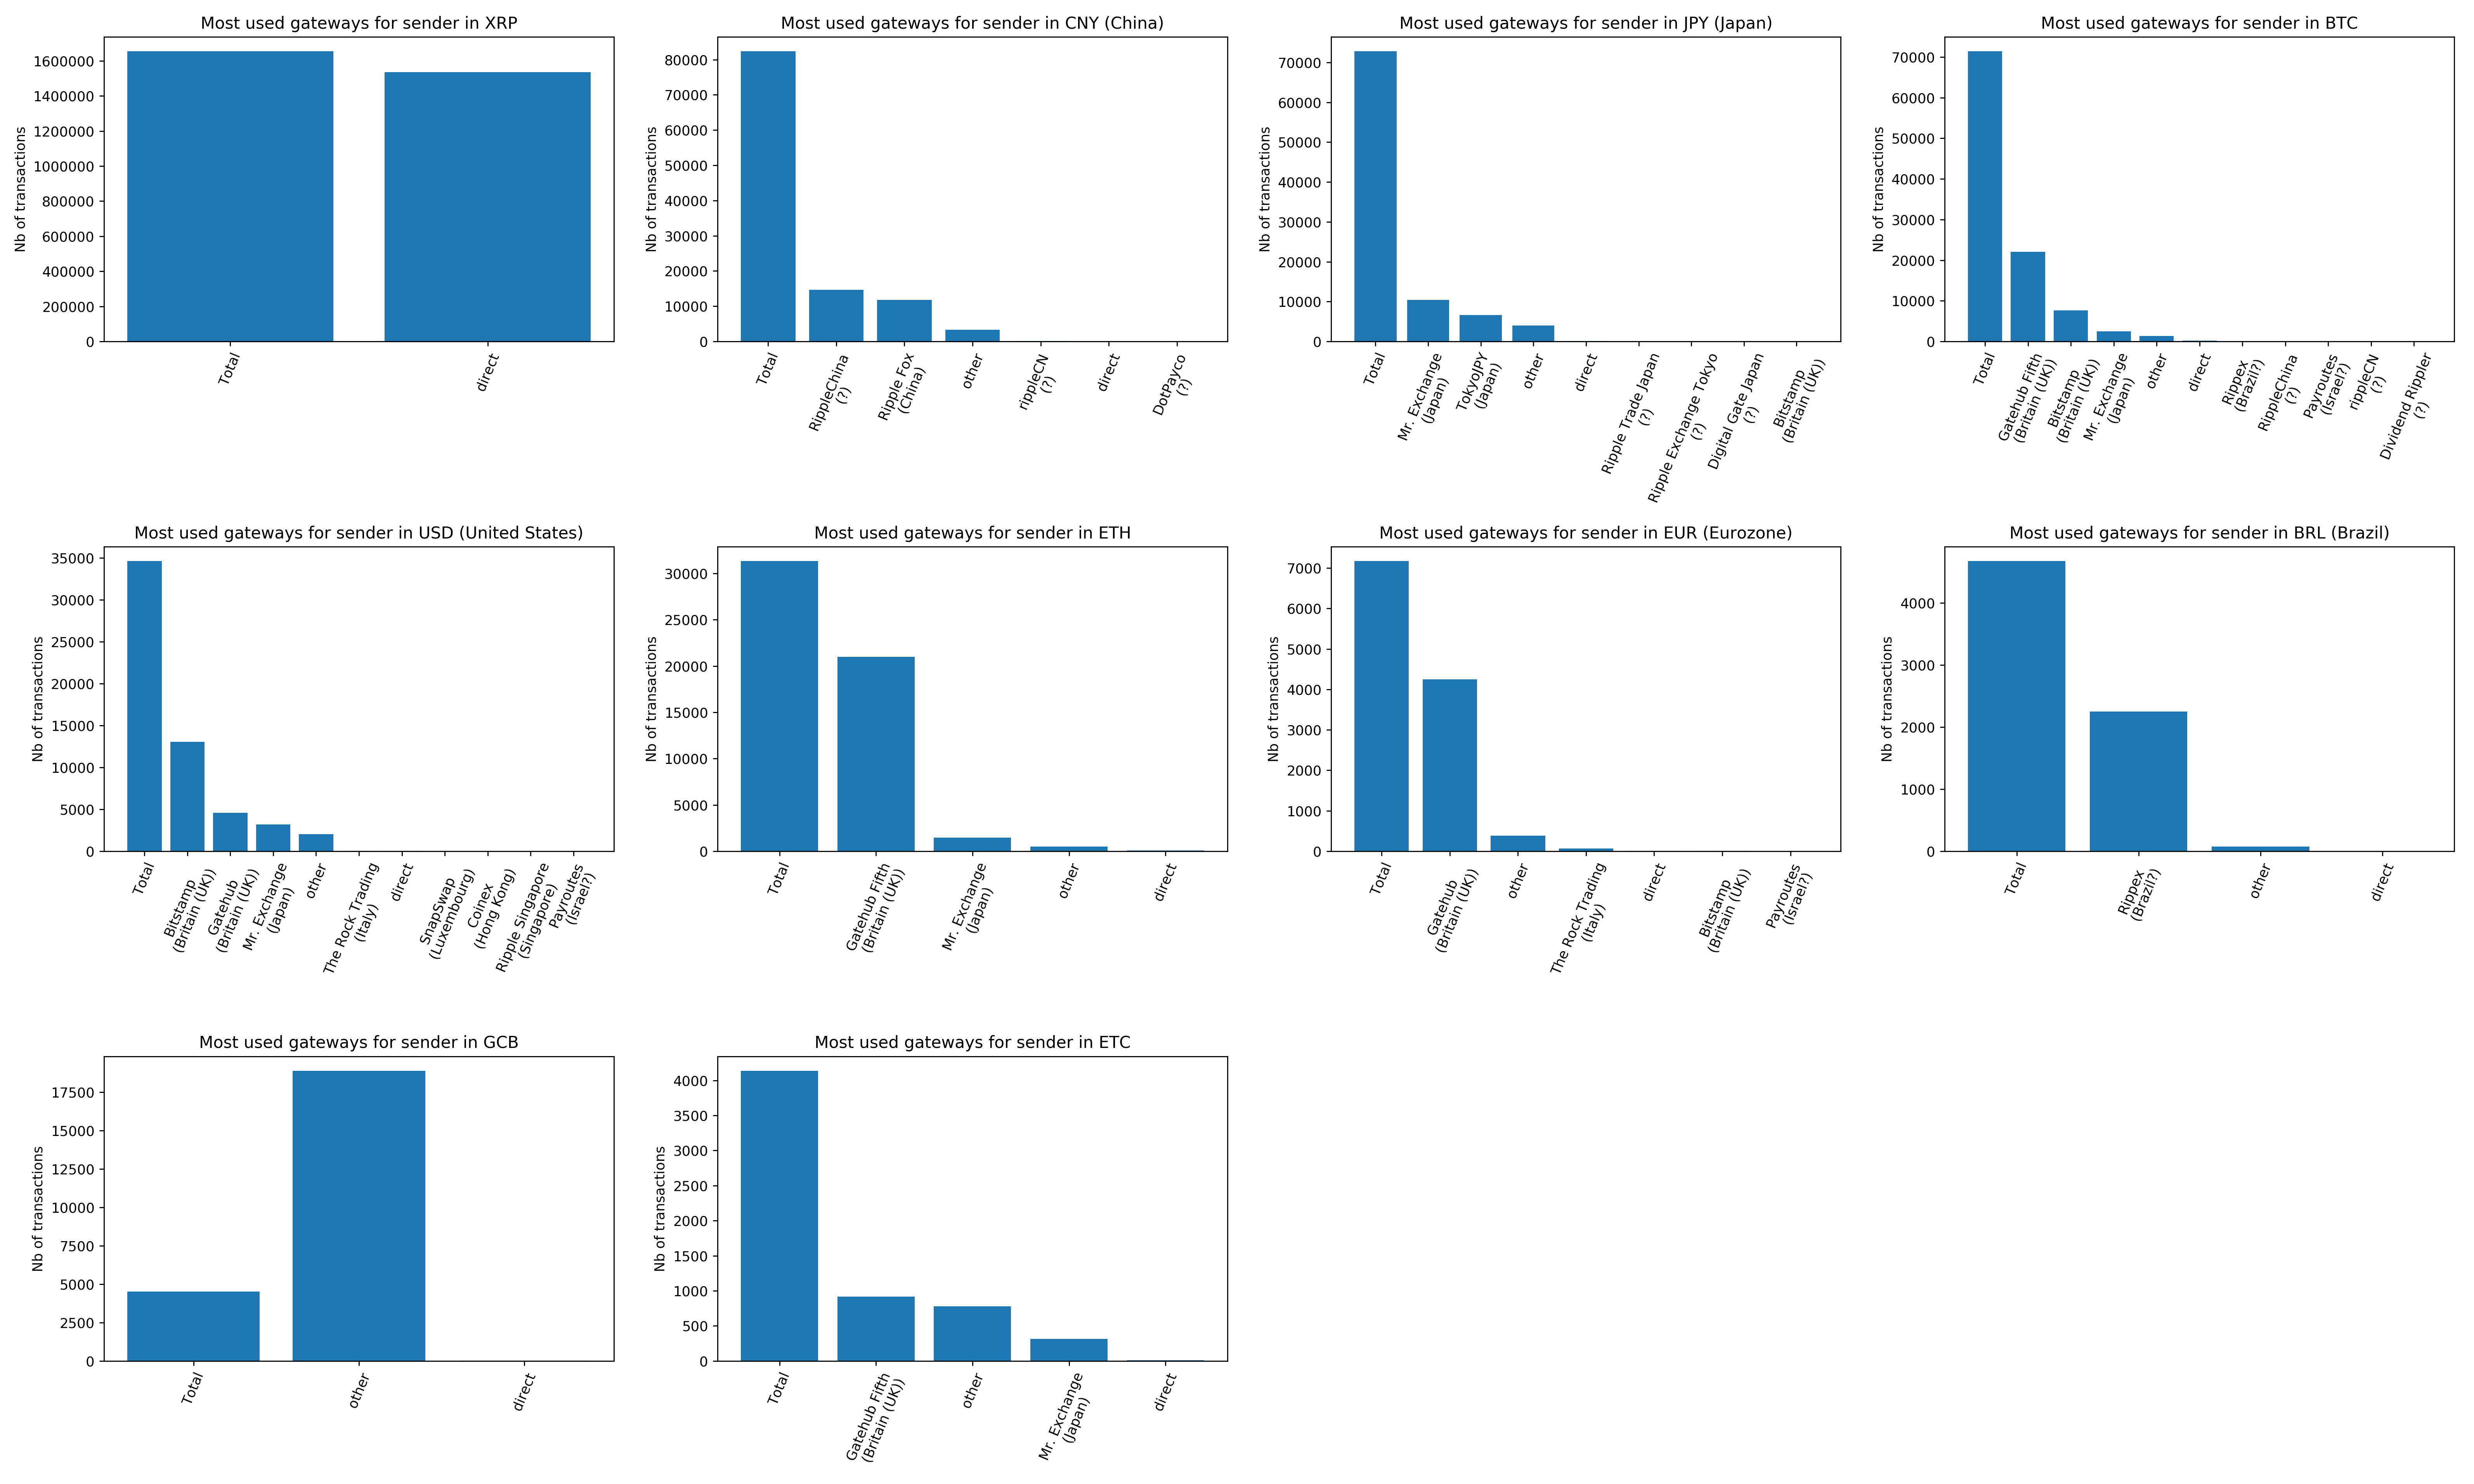 Most used gateways for sender in XRP
Nb of transactions
1600000
1400000
1200000
1000000
800000
600000
400000
200000
0
Total
direct
Most used gateways for sender in CNY (China)
Nb of transactions
80000
70000
60000
50000
40000
30000
20000
10000
0
Total
RippleChina
(?)
Ripple Fox
(China)
other
rippleCN
(?)
direct
DotPayco
(?)
Most used gateways for sender in JPY (Japan)
Nb of transactions
70000
60000
50000
40000
30000
20000
10000
0
Total
Mr. Exchange
(Japan)
TokyoJPY
(Japan)
other
direct
Ripple Trade Japan
(?)
Ripple Exchange Tokyo
(?)
Digital Gate Japan
(?)
Bitstamp
(Britain (UK))
Most used gateways for sender in BTC
Nb of transactions
70000
60000
50000
40000
30000
20000
10000
0
Total
Gatehub Fifth
(Britain (UK))
Bitstamp
(Britain (UK))
Mr. Exchange
(Japan)
other
direct
Rippex
(Brazil?)
RippleChina
(?)
Payroutes
(Israel?)
rippleCN
(?)
Dividend Rippler
(?)
Most used gateways for sender in USD (United States)
Nb of transactions
35000
30000
25000
20000
15000
10000
5000
0
Total
Bitstamp
(Britain (UK))
Gatehub
(Britain (UK))
Mr. Exchange
(Japan)
other
The Rock Trading
(Italy)
direct
SnapSwap
(Luxembourg)
Coinex
(Hong Kong)
Ripple Singapore
(Singapore)
Payroutes
(Israel?)
Most used gateways for sender in ETH
Nb of transactions
30000
25000
20000
15000
10000
5000
0
Total
Gatehub Fifth
(Britain (UK))
Mr. Exchange
(Japan)
other
direct
Most used gateways for sender in EUR (Eurozone)
Nb of transactions
7000
6000
5000
4000
3000
2000
1000
0
Total
Gatehub
(Britain (UK))
other
The Rock Trading
(Italy)
direct
Bitstamp
(Britain (UK))
Payroutes
(Israel?)
Most used gateways for sender in BRL (Brazil)
Nb of transactions
4000
3000
2000
1000
0
Total
Rippex
(Brazil?)
other
direct
Most used gateways for sender in GCB
Nb of transactions
17500
15000
12500
10000
7500
5000
2500
0
Total
other
direct
Most used gateways for sender in ETC
Nb of transactions
4000
3500
3000
2500
2000
1500
1000
500
0
Total
Gatehub Fifth
(Britain (UK))
other
Mr. Exchange
(Japan)
direct